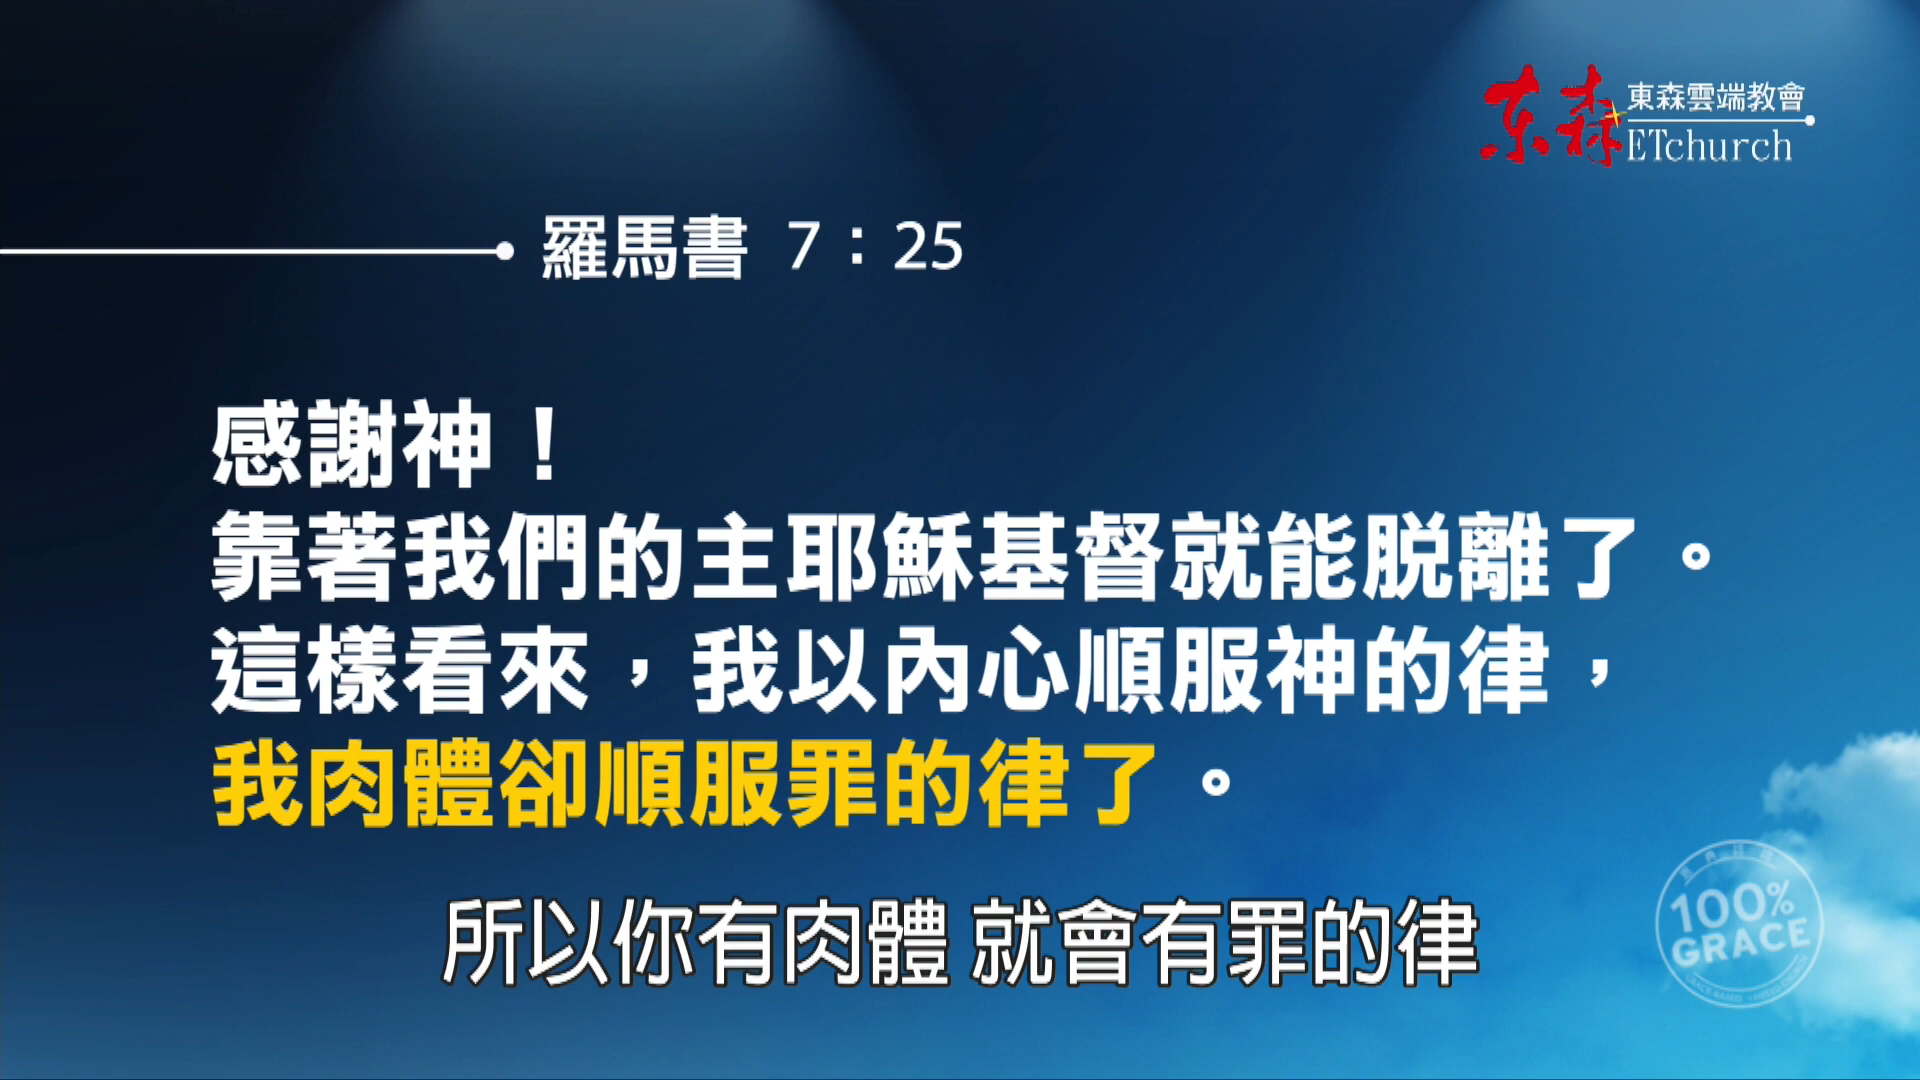 东森
東森雲端教會
ETchurch
羅馬書 7：25
感謝神！
靠著我們的主耶穌基督就能脱離了。
這樣看來，我以內心順服神的律，
我肉體卻順服罪的律了。
100%
GRACE
所以你有肉體 就會有罪的律